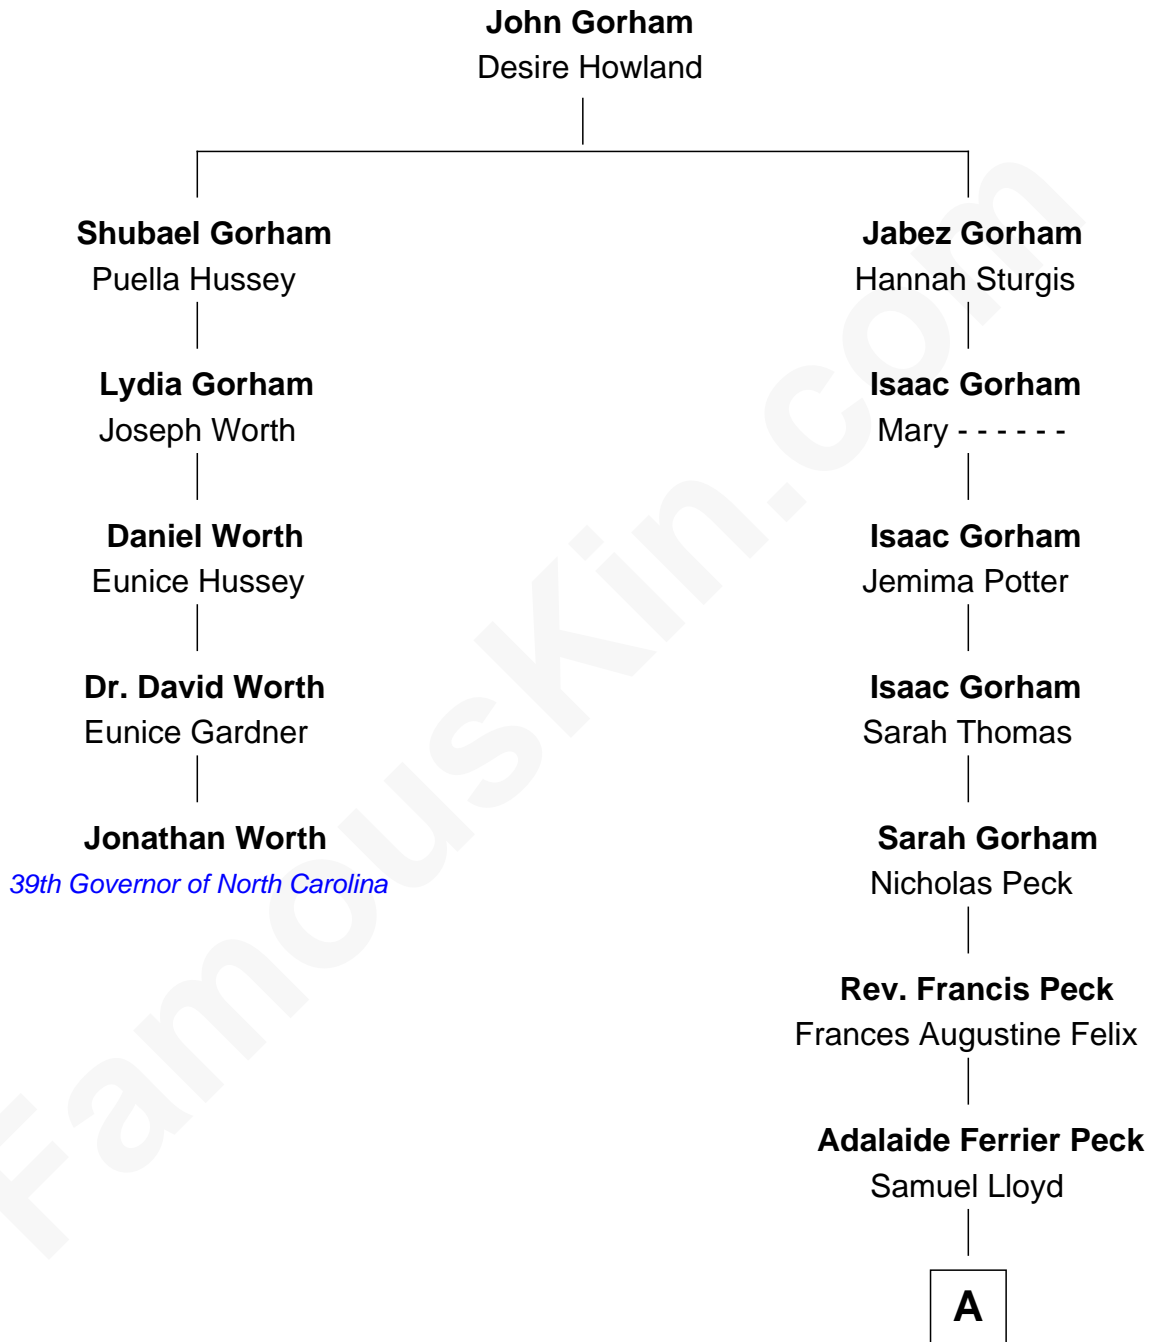 John Gorham
Desire Howland
Shubael Gorham
Puella Hussey
Jabez Gorham
Hannah Sturgis
Lydia Gorham
Joseph Worth
Isaac Gorham
Mary - - - - - -
Daniel Worth
Eunice Hussey
Isaac Gorham
Jemima Potter
Dr. David Worth
Eunice Gardner
Isaac Gorham
Sarah Thomas
Jonathan Worth
39th Governor of North Carolina
Sarah Gorham
Nicholas Peck
Rev. Francis Peck
Frances Augustine Felix
Adalaide Ferrier Peck
Samuel Lloyd
A
FamousKin.com